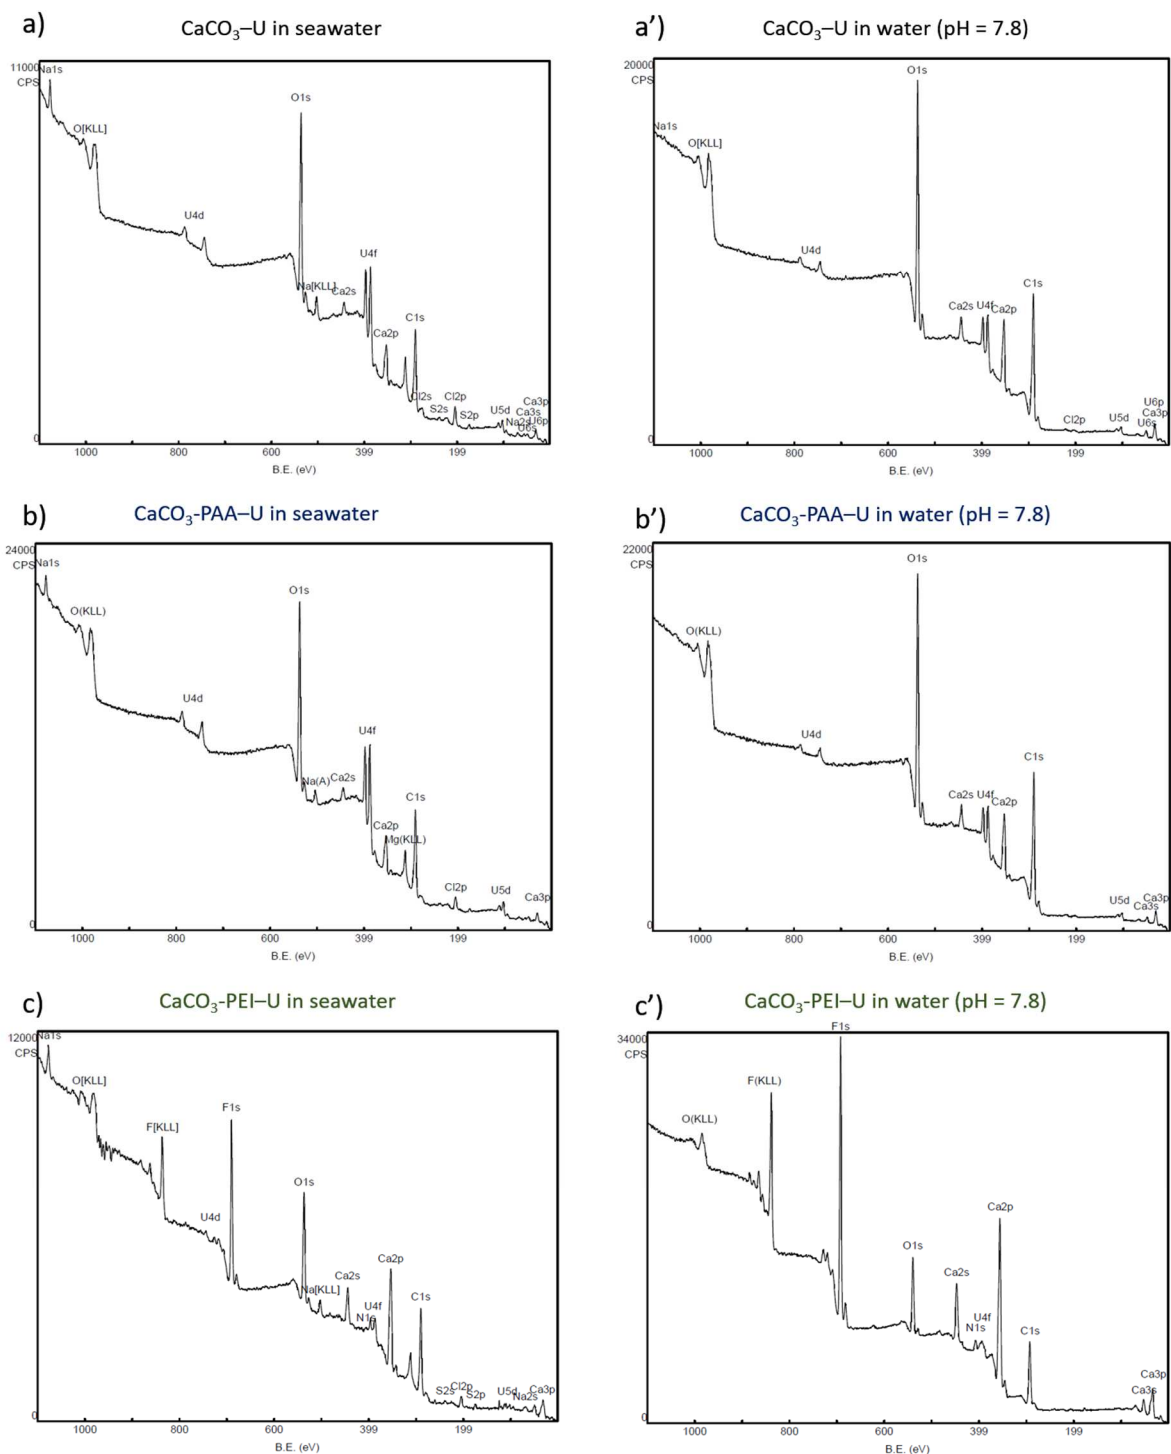 a)
CaCO₃–U in seawater
11000
CPS
Na1s
O[KLL]
U4d
O1s
Na[KLL]
Ca2s
U4f
Ca2p
C1s
Cl2s
S2s
Cl2p
S2p
U5d
Na2s
Ca3p
Ca3s
U6p
U6s
0
1000 800 600 399 199
B.E. (eV)
a')
CaCO₃–U in water (pH = 7.8)
20000
CPS
Na1s
O[KLL]
U4d
O1s
Ca2s
U4f
Ca2p
C1s
Cl2p
U5d
U6p
Ca3p
U6s
0
1000 800 600 399 199
B.E. (eV)
b)
CaCO₃-PAA–U in seawater
24000
CPS
Na1s
O(KLL)
U4d
O1s
Na(A)
Ca2s
U4f
Ca2p
Mg(KLL)
C1s
Cl2p
U5d
Ca3p
0
1000 800 600 399 199
B.E. (eV)
b')
CaCO₃-PAA–U in water (pH = 7.8)
22000
CPS
O(KLL)
U4d
O1s
Ca2s
U4f
Ca2p
C1s
U5d
Ca3s
Ca3p
0
1000 800 600 399 199
B.E. (eV)
c)
CaCO₃-PEI–U in seawater
12000
CPS
Na1s
O[KLL]
F[KLL]
U4d
F1s
O1s
Na[KLL]
Ca2s
N1s
U4f
Ca2p
C1s
S2s
Cl2p
S2p
U5d
Na2s
Ca3p
0
1000 800 600 399 199
B.E. (eV)
c')
CaCO₃-PEI–U in water (pH = 7.8)
34000
CPS
O(KLL)
F(KLL)
F1s
O1s
Ca2s
N1s
U4f
Ca2p
C1s
Ca3s
Ca3p
0
1000 800 600 399 199
B.E. (eV)